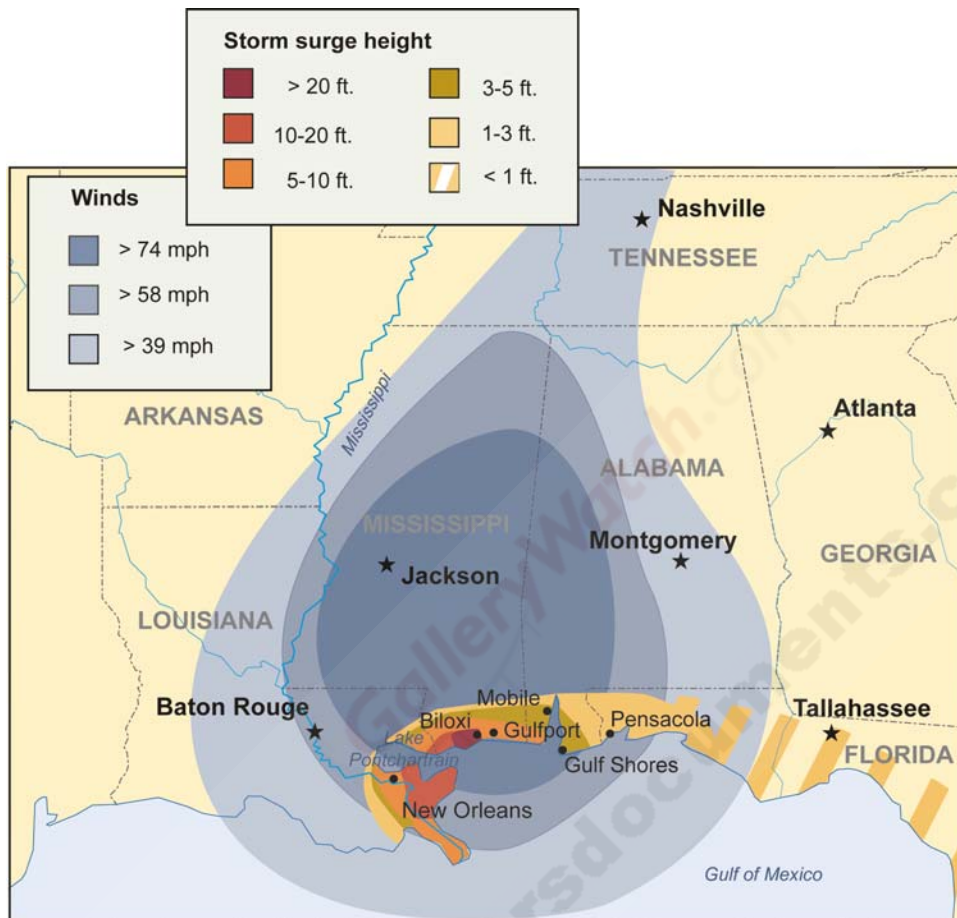 Storm surge height
> 20 ft.
3-5 ft.
10-20 ft.
1-3 ft.
5-10 ft.
< 1 ft.
Winds
> 74 mph
> 58 mph
> 39 mph
Nashville
TENNESSEE
Mississippi
ARKANSAS
Atlanta
ALABAMA
MISSISSIPPI
Montgomery
GEORGIA
Jackson
LOUISIANA
Baton Rouge
Mobile
Biloxi
Gulfport
Pensacola
Tallahassee
Lake
Pontchartrain
Gulf Shores
FLORIDA
New Orleans
Gulf of Mexico
GalleryWatch.com